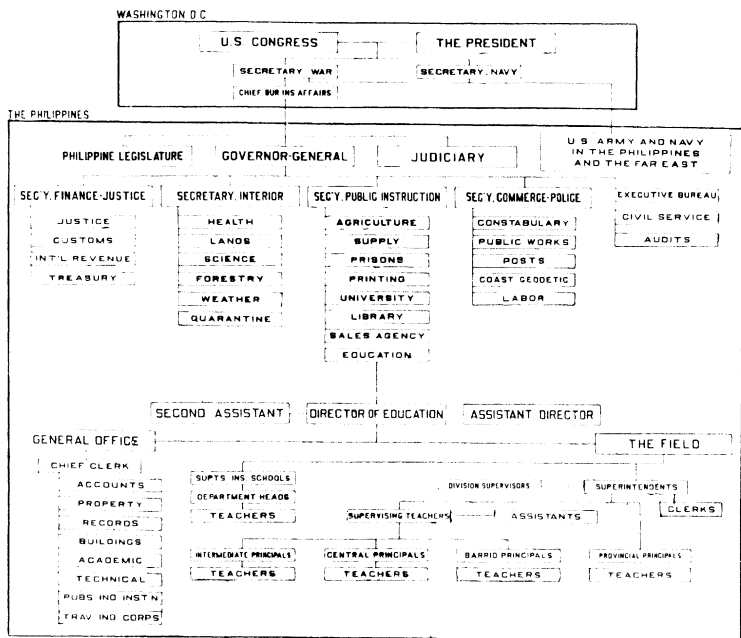 WASHINGTON D C
U.S. CONGRESS
THE PRESIDENT
SECRETARY WAR
SECRETARY. NAVY
CHIEF. BUR INS AFFAIRS
THE PHILIPPINES
PHILIPPINE LEGISLATURE
GOVERNOR-GENERAL
JUDICIARY
U S ARMY AND NAVY
IN THE PHILIPPINES
AND THE FAR EAST
SEC'Y. FINANCE-JUSTICE
JUSTICE
CUSTOMS
INT'L REVENUE
TREASURY
SECRETARY. INTERIOR
HEALTH
LANDS
SCIENCE
FORESTRY
WEATHER
QUARANTINE
SEC'Y. PUBLIC INSTRUCTION
AGRICULTURE
SUPPLY
PRISONS
PRINTING
UNIVERSITY
LIBRARY
SALES AGENCY
EDUCATION
SEC'Y. COMMERCE-POLICE
CONSTABULARY
PUBLIC WORKS
POSTS
COAST GEODETIC
LABOR
EXECUTIVE BUREAU
CIVIL SERVICE
AUDITS
SECOND ASSISTANT
DIRECTOR OF EDUCATION
ASSISTANT DIRECTOR
GENERAL OFFICE
THE FIELD
CHIEF CLERK
ACCOUNTS
PROPERTY
RECORDS
BUILDINGS
ACADEMIC
TECHNICAL
PUBS IND INST'N
TRAV IND CORPS
SUPTS INS. SCHOOLS
DEPARTMENT HEADS
TEACHERS
DIVISION SUPERVISORS
SUPERINTENDENTS
CLERKS
SUPERVISING TEACHERS
ASSISTANTS
INTERMEDIATE PRINCIPALS
TEACHERS
CENTRAL PRINCIPALS
TEACHERS
BARRIO PRINCIPALS
TEACHERS
PROVINCIAL PRINCIPALS
TEACHERS